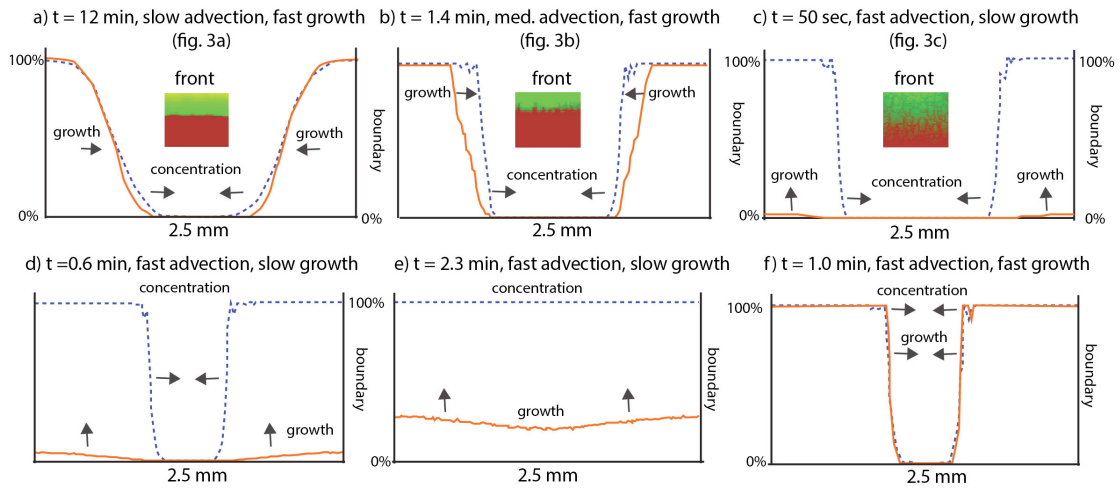 a) t = 12 min, slow advection, fast growth
(fig. 3a)
100%
front
growth
growth
concentration
boundary
0%
2.5 mm
b) t = 1.4 min, med. advection, fast growth
(fig. 3b)
front
growth
growth
concentration
boundary
0%
2.5 mm
c) t = 50 sec, fast advection, slow growth
(fig. 3c)
100%
100%
front
boundary
boundary
growth
growth
concentration
0%
0%
2.5 mm
d) t =0.6 min, fast advection, slow growth
concentration
100%
boundary
growth
0%
2.5 mm
e) t = 2.3 min, fast advection, slow growth
concentration
100%
boundary
growth
0%
2.5 mm
f) t = 1.0 min, fast advection, fast growth
concentration
100%
growth
boundary
0%
2.5 mm